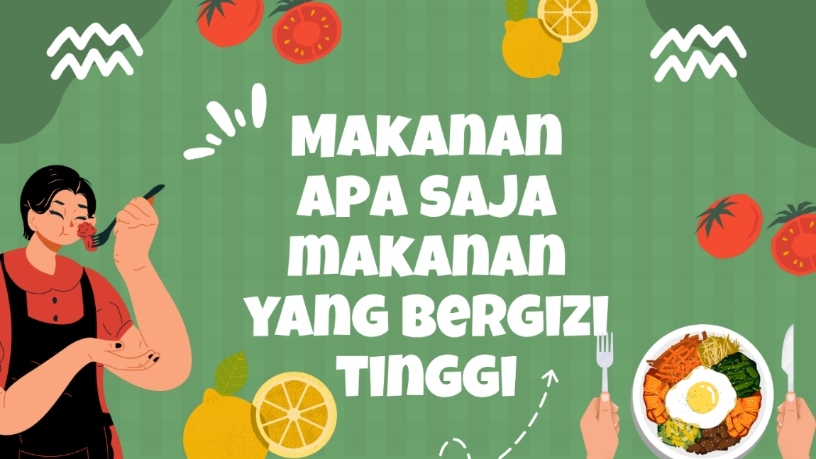 Makanan
apa saja
makanan
yang bergizi
tinggi